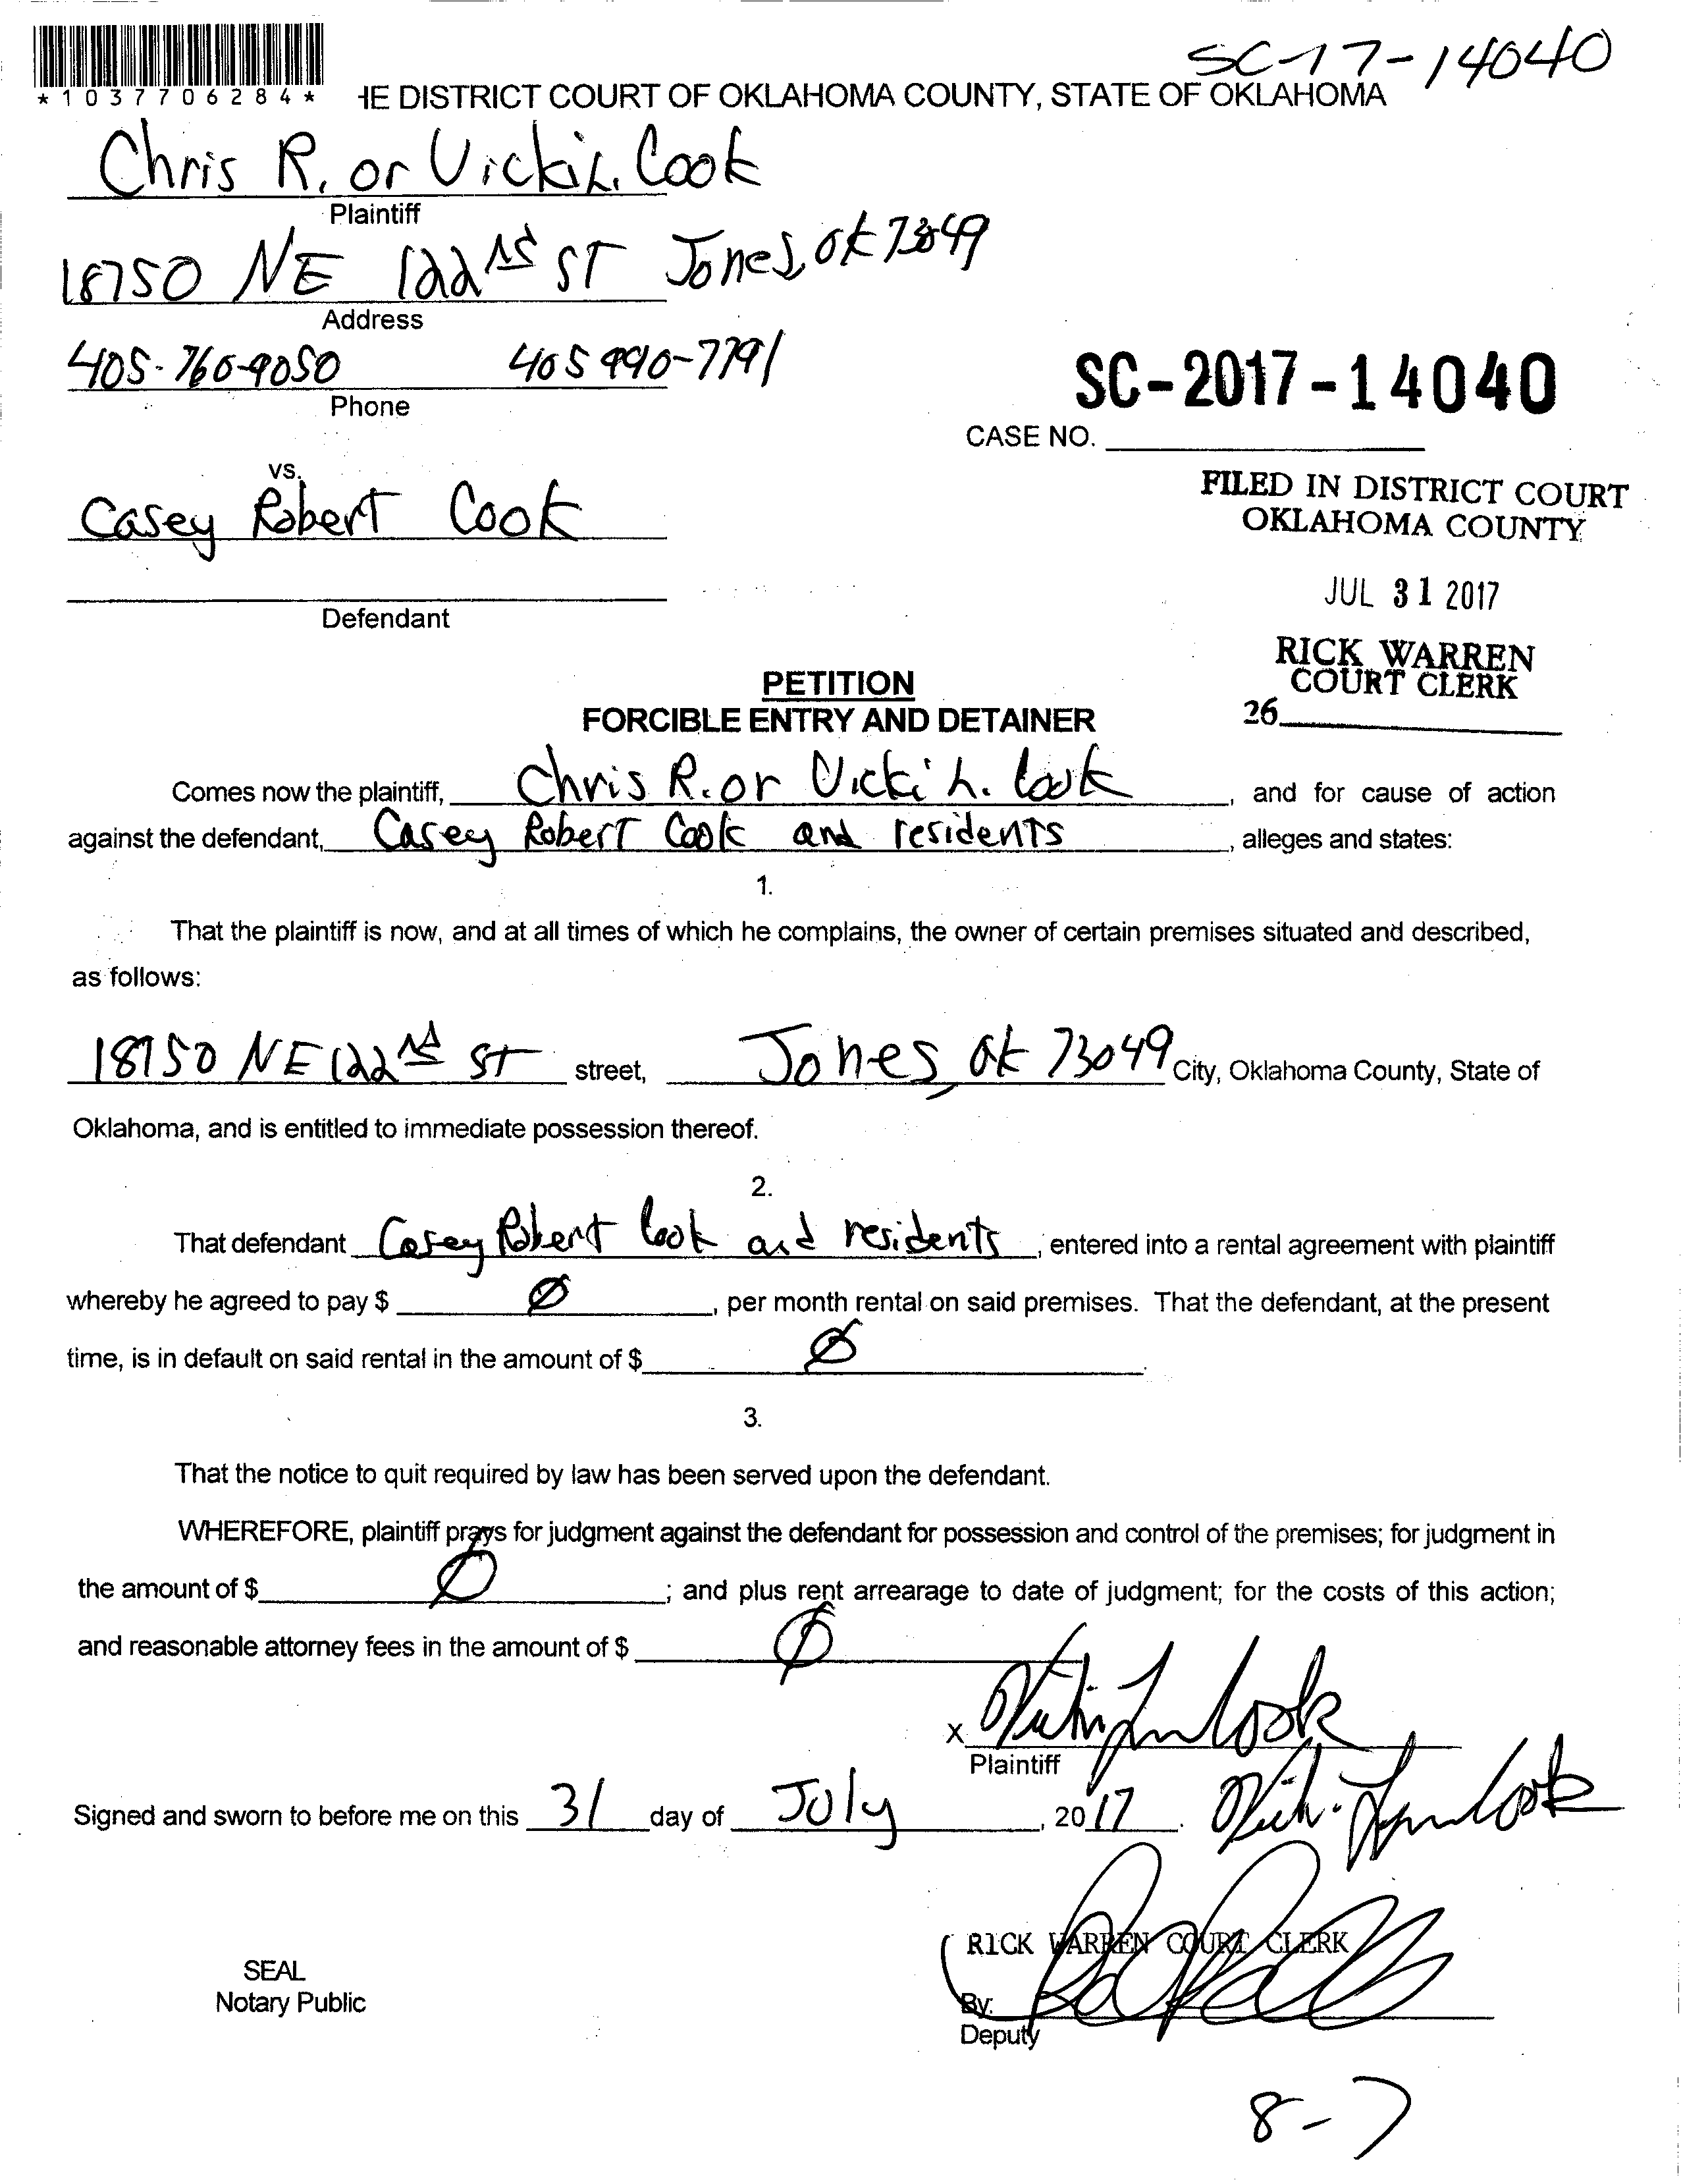 SC-17-14040
*1037706284*
HE DISTRICT COURT OF OKLAHOMA COUNTY, STATE OF OKLAHOMA
Chris R. or Vicki L. Cook
Plaintiff
18750 NE 122nd ST Jones, ok 73049
Address
405-760-9050 405 990-7791
Phone
SC-2017-14040
CASE NO.
vs.
Casey Robert Cook
Defendant
FILED IN DISTRICT COURT
OKLAHOMA COUNTY
JUL 31 2017
RICK WARREN
COURT CLERK
26
PETITION
FORCIBLE ENTRY AND DETAINER
Comes now the plaintiff, Chris R. or Vicki L. Cook, and for cause of action
against the defendant, Casey Robert Cook and residents, alleges and states:
1.
That the plaintiff is now, and at all times of which he complains, the owner of certain premises situated and described,
as follows:
18750 NE 122nd ST street, Jones, ok 73049 City, Oklahoma County, State of
Oklahoma, and is entitled to immediate possession thereof.
2.
That defendant Casey Robert Cook and residents, entered into a rental agreement with plaintiff
whereby he agreed to pay $ Ø, per month rental on said premises. That the defendant, at the present
time, is in default on said rental in the amount of $ Ø.
3.
That the notice to quit required by law has been served upon the defendant.
WHEREFORE, plaintiff prays for judgment against the defendant for possession and control of the premises; for judgment in
the amount of $ Ø; and plus rent arrearage to date of judgment; for the costs of this action;
and reasonable attorney fees in the amount of $ Ø
X Vicki Lynn Cook
Plaintiff
Signed and sworn to before me on this 31 day of July, 2017. Vicki Lynn Cook
RICK WARREN COURT CLERK
SEAL
Notary Public
By:
Deputy
8-7